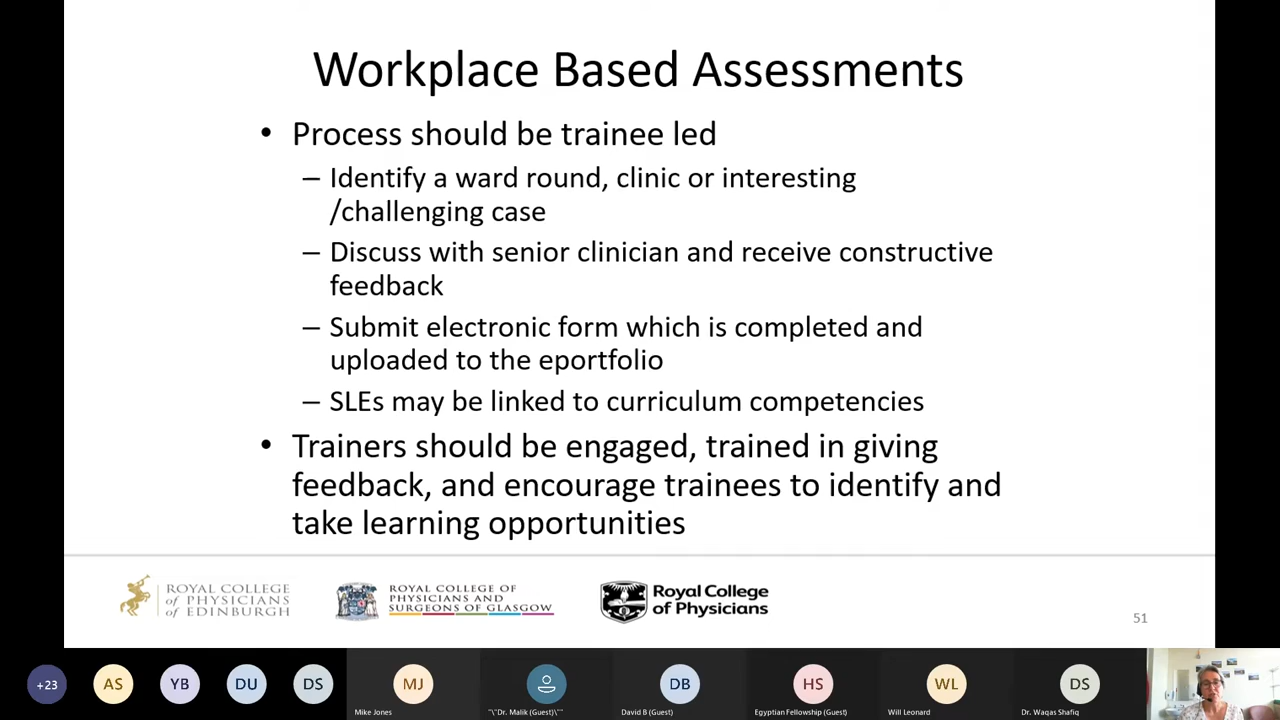 Workplace Based Assessments
• Process should be trainee led
– Identify a ward round, clinic or interesting
/challenging case
– Discuss with senior clinician and receive constructive
feedback
– Submit electronic form which is completed and
uploaded to the eportfolio
– SLEs may be linked to curriculum competencies
• Trainers should be engaged, trained in giving
feedback, and encourage trainees to identify and
take learning opportunities
ROYAL COLLEGE
of PHYSICIANS
of EDINBURGH
ROYAL COLLEGE OF
PHYSICIANS AND
SURGEONS OF GLASGOW
Royal College
of Physicians
51
+23
AS
YB
DU
DS
MJ
DB
HS
WL
DS
Mike Jones
"\"Dr. Malik (Guest)\""
David B (Guest)
Egyptian Fellowship (Guest)
Will Leonard
Dr. Waqas Shafiq